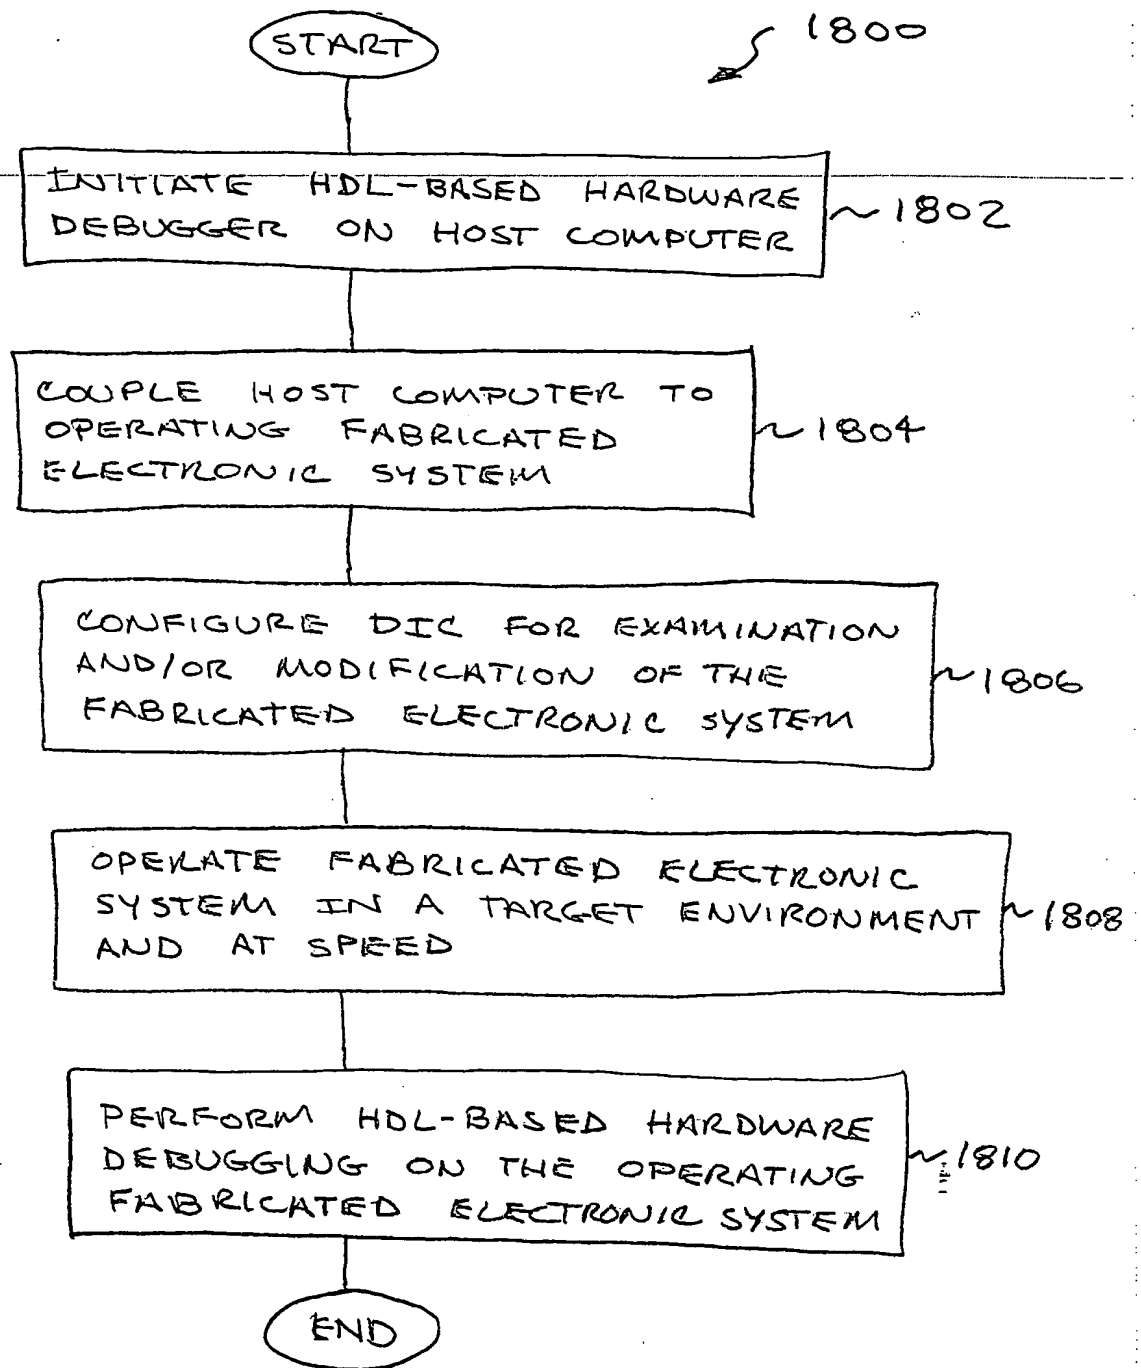 START
1800
INITIATE HDL-BASED HARDWARE
DEBUGGER ON HOST COMPUTER
1802
COUPLE HOST COMPUTER TO
OPERATING FABRICATED
ELECTRONIC SYSTEM
1804
CONFIGURE DIC FOR EXAMINATION
AND/OR MODIFICATION OF THE
FABRICATED ELECTRONIC SYSTEM
1806
OPERATE FABRICATED ELECTRONIC
SYSTEM IN A TARGET ENVIRONMENT
AND AT SPEED
1808
PERFORM HDL-BASED HARDWARE
DEBUGGING ON THE OPERATING
FABRICATED ELECTRONIC SYSTEM
1810
END